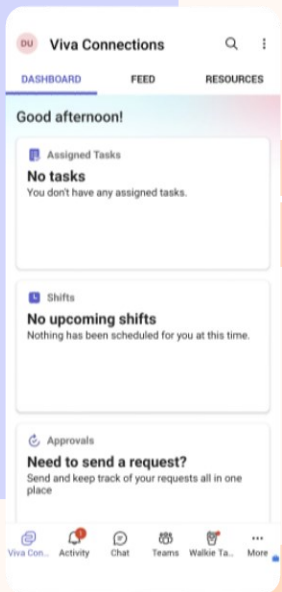 DU Viva Connections
DASHBOARD FEED RESOURCES
Good afternoon!
Assigned Tasks
No tasks
You don't have any assigned tasks.
Shifts
No upcoming shifts
Nothing has been scheduled for you at this time.
Approvals
Need to send a request?
Send and keep track of your requests all in one
place
1
Viva Con... Activity Chat Teams Walkie Ta... More